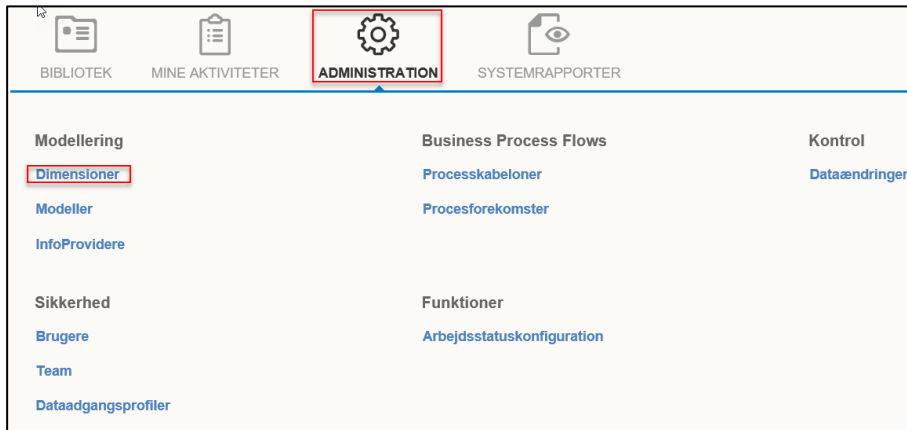 BIBLIOTEK
MINE AKTIVITETER
ADMINISTRATION
SYSTEMRAPPORTER
Modellering
Dimensioner
Modeller
InfoProvidere
Business Process Flows
Processkabeloner
Procesforekomster
Kontrol
Dataændringer
Sikkerhed
Brugere
Team
Dataadgangsprofiler
Funktioner
Arbejdsstatuskonfiguration